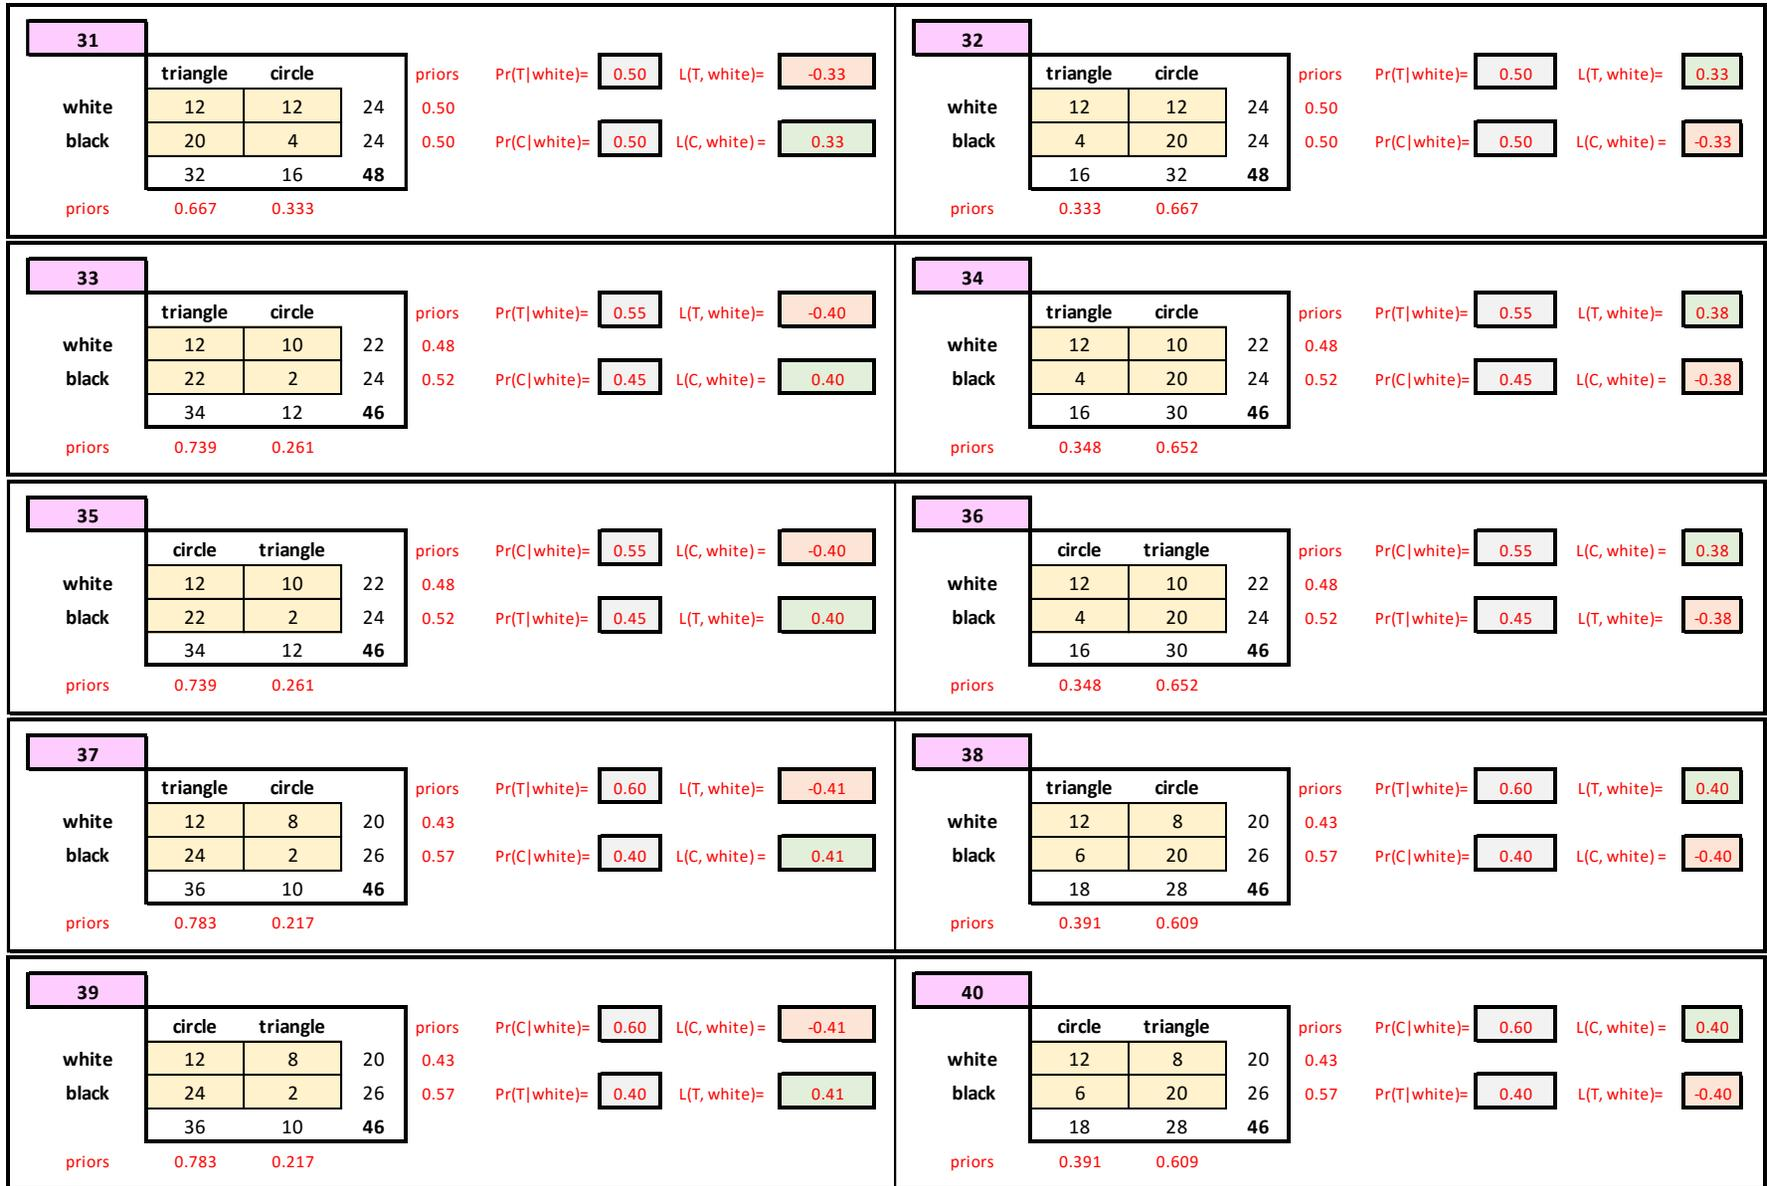 31
triangle circle priors Pr(T|white)= 0.50 L(T, white)= -0.33
white 12 12 24 0.50
black 20 4 24 0.50 Pr(C|white)= 0.50 L(C, white) = 0.33
32 16 48
priors 0.667 0.333
32
triangle circle priors Pr(T|white)= 0.50 L(T, white)= 0.33
white 12 12 24 0.50
black 4 20 24 0.50 Pr(C|white)= 0.50 L(C, white) = -0.33
16 32 48
priors 0.333 0.667
33
triangle circle priors Pr(T|white)= 0.55 L(T, white)= -0.40
white 12 10 22 0.48
black 22 2 24 0.52 Pr(C|white)= 0.45 L(C, white) = 0.40
34 12 46
priors 0.739 0.261
34
triangle circle priors Pr(T|white)= 0.55 L(T, white)= 0.38
white 12 10 22 0.48
black 4 20 24 0.52 Pr(C|white)= 0.45 L(C, white) = -0.38
16 30 46
priors 0.348 0.652
35
circle triangle priors Pr(C|white)= 0.55 L(C, white) = -0.40
white 12 10 22 0.48
black 22 2 24 0.52 Pr(T|white)= 0.45 L(T, white)= 0.40
34 12 46
priors 0.739 0.261
36
circle triangle priors Pr(C|white)= 0.55 L(C, white) = 0.38
white 12 10 22 0.48
black 4 20 24 0.52 Pr(T|white)= 0.45 L(T, white)= -0.38
16 30 46
priors 0.348 0.652
37
triangle circle priors Pr(T|white)= 0.60 L(T, white)= -0.41
white 12 8 20 0.43
black 24 2 26 0.57 Pr(C|white)= 0.40 L(C, white) = 0.41
36 10 46
priors 0.783 0.217
38
triangle circle priors Pr(T|white)= 0.60 L(T, white)= 0.40
white 12 8 20 0.43
black 6 20 26 0.57 Pr(C|white)= 0.40 L(C, white) = -0.40
18 28 46
priors 0.391 0.609
39
circle triangle priors Pr(C|white)= 0.60 L(C, white) = -0.41
white 12 8 20 0.43
black 24 2 26 0.57 Pr(T|white)= 0.40 L(T, white)= 0.41
36 10 46
priors 0.783 0.217
40
circle triangle priors Pr(C|white)= 0.60 L(C, white) = 0.40
white 12 8 20 0.43
black 6 20 26 0.57 Pr(T|white)= 0.40 L(T, white)= -0.40
18 28 46
priors 0.391 0.609